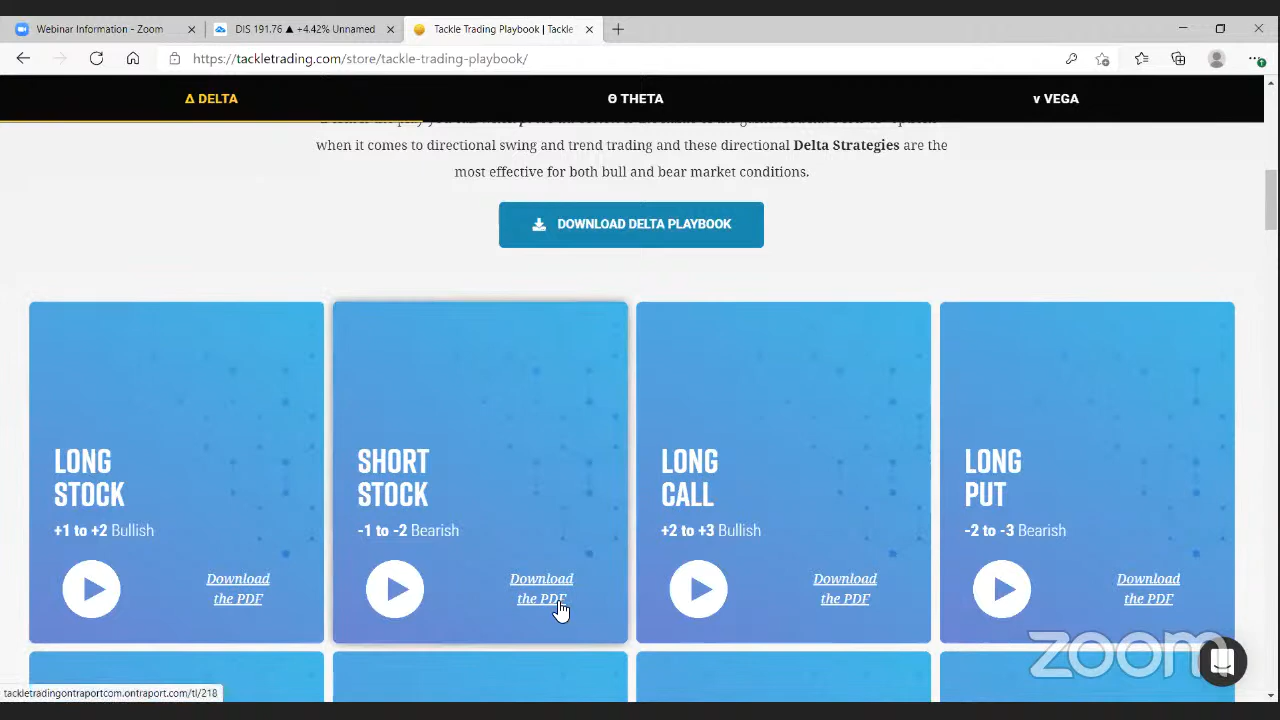 Webinar Information - Zoom
DIS 191.76 ▲ +4.42% Unnamed
Tackle Trading Playbook | Tackle
https://tackletrading.com/store/tackle-trading-playbook/
Δ DELTA
Θ THETA
v VEGA
when it comes to directional swing and trend trading and these directional Delta Strategies are the
most effective for both bull and bear market conditions.
DOWNLOAD DELTA PLAYBOOK
LONG
STOCK
+1 to +2 Bullish
Download
the PDF
SHORT
STOCK
-1 to -2 Bearish
Download
the PDF
LONG
CALL
+2 to +3 Bullish
Download
the PDF
LONG
PUT
-2 to -3 Bearish
Download
the PDF
zoom
tackletradingontraportcom.ontraport.com/tl/218